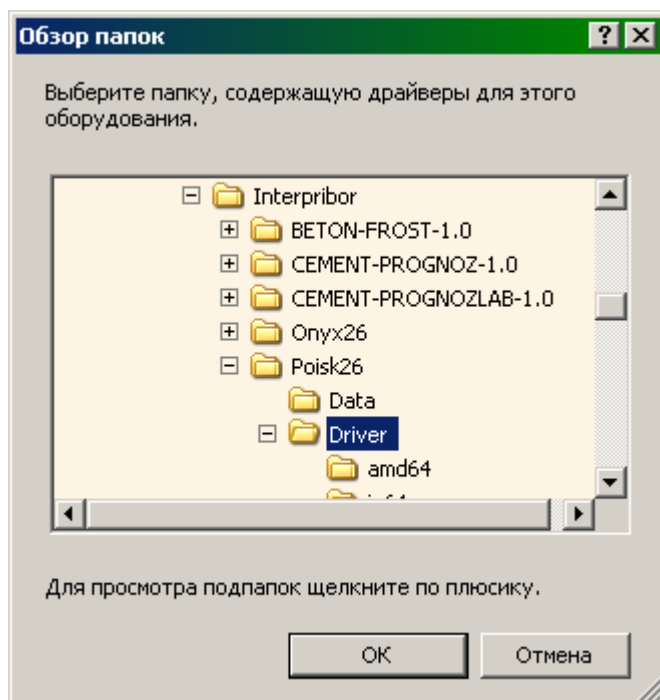 Обзор папок
Выберите папку, содержащую драйверы для этого
оборудования.
Interpribor
BETON-FROST-1.0
CEMENT-PROGNOZ-1.0
CEMENT-PROGNOZLAB-1.0
Onyx26
Poisk26
Data
Driver
amd64
Для просмотра подпапок щелкните по плюсику.
ОК
Отмена